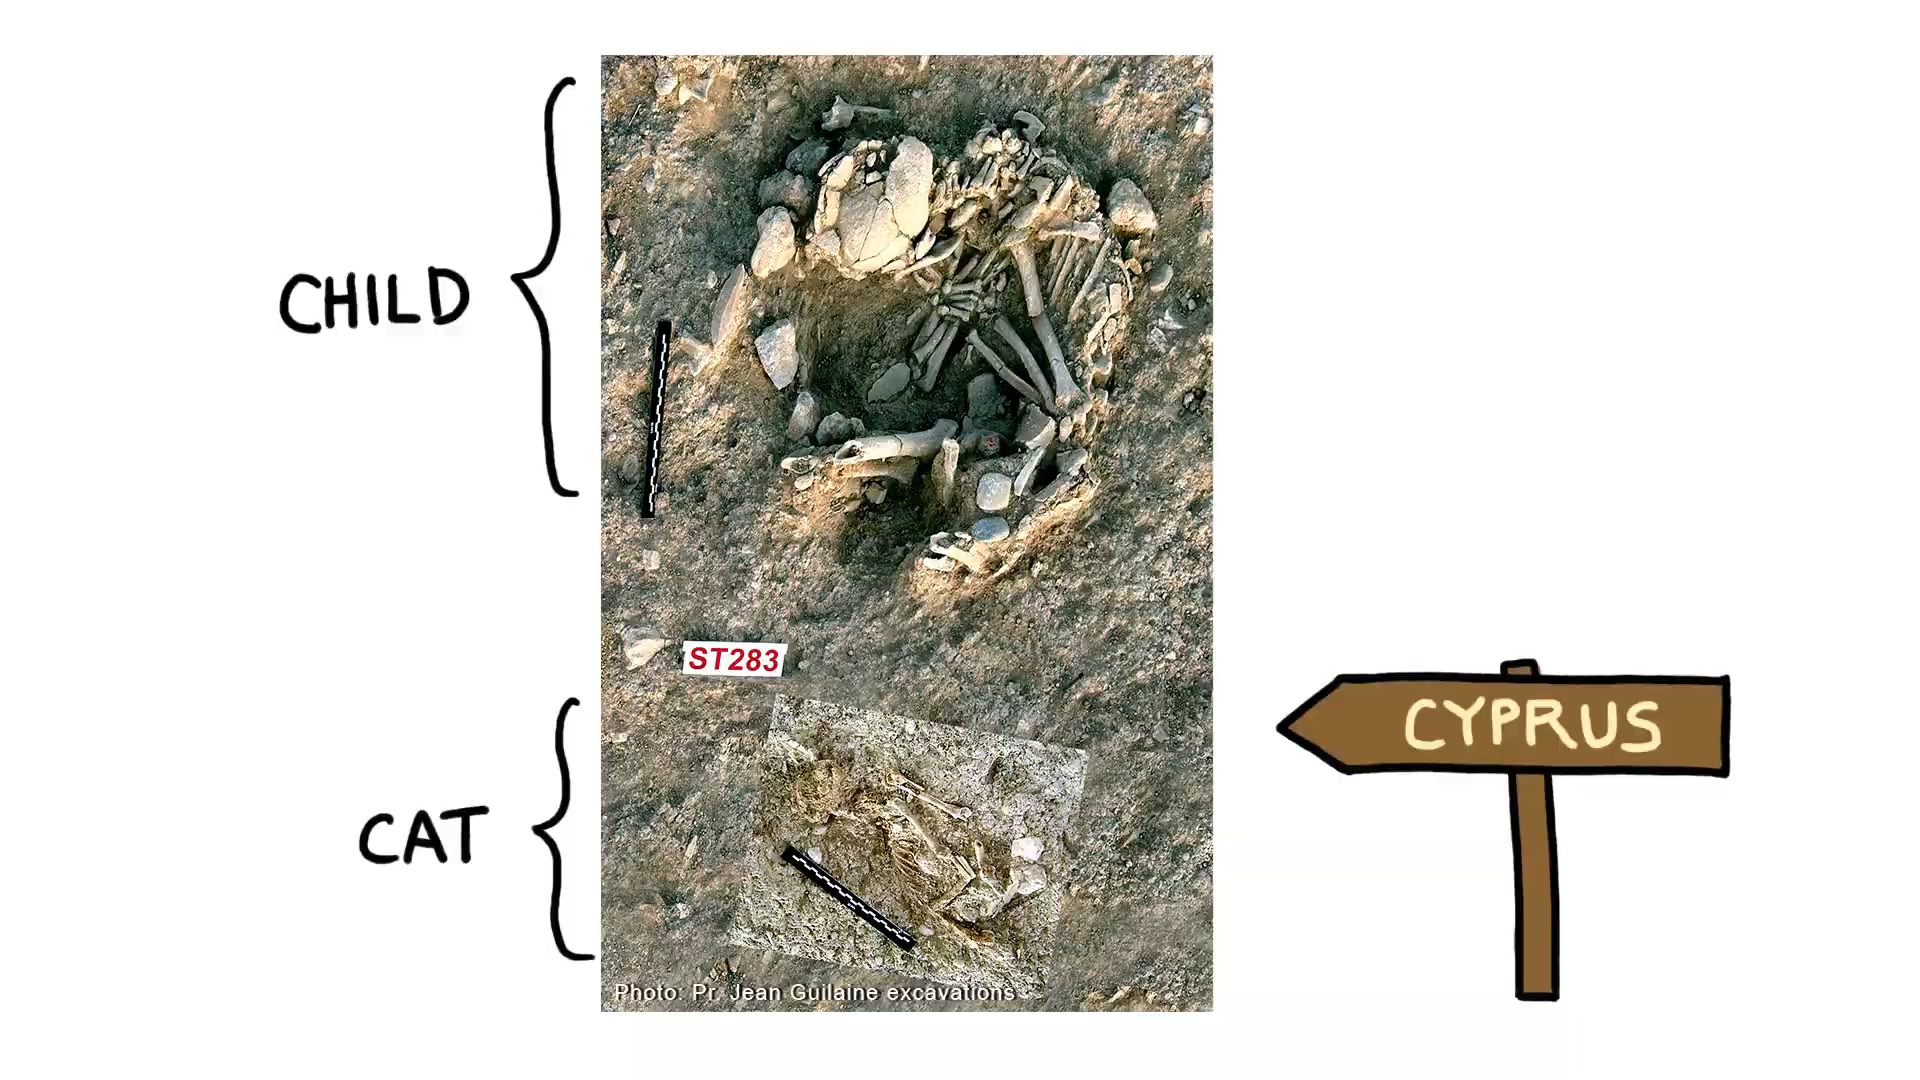 CHILD
ST283
CYPRUS
CAT
Photo: Pr. Jean Guilaine excavations